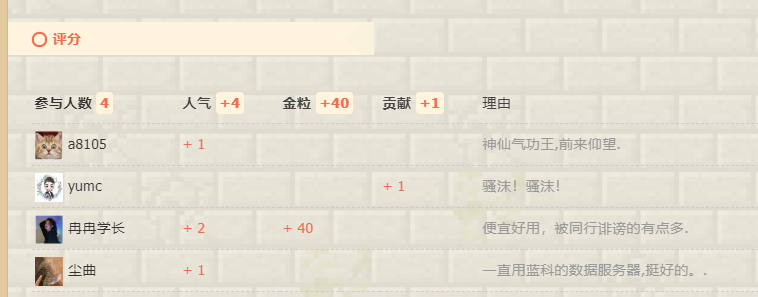 评分
参与人数 4 人气 +4 金粒 +40 贡献 +1 理由
a8105 + 1 神仙气功王,前来仰望.
yumc + 1 骚沫！骚沫！
冉冉学长 + 2 + 40 便宜好用，被同行诽谤的有点多.
尘曲 + 1 一直用蓝科的数据服务器,挺好的。.